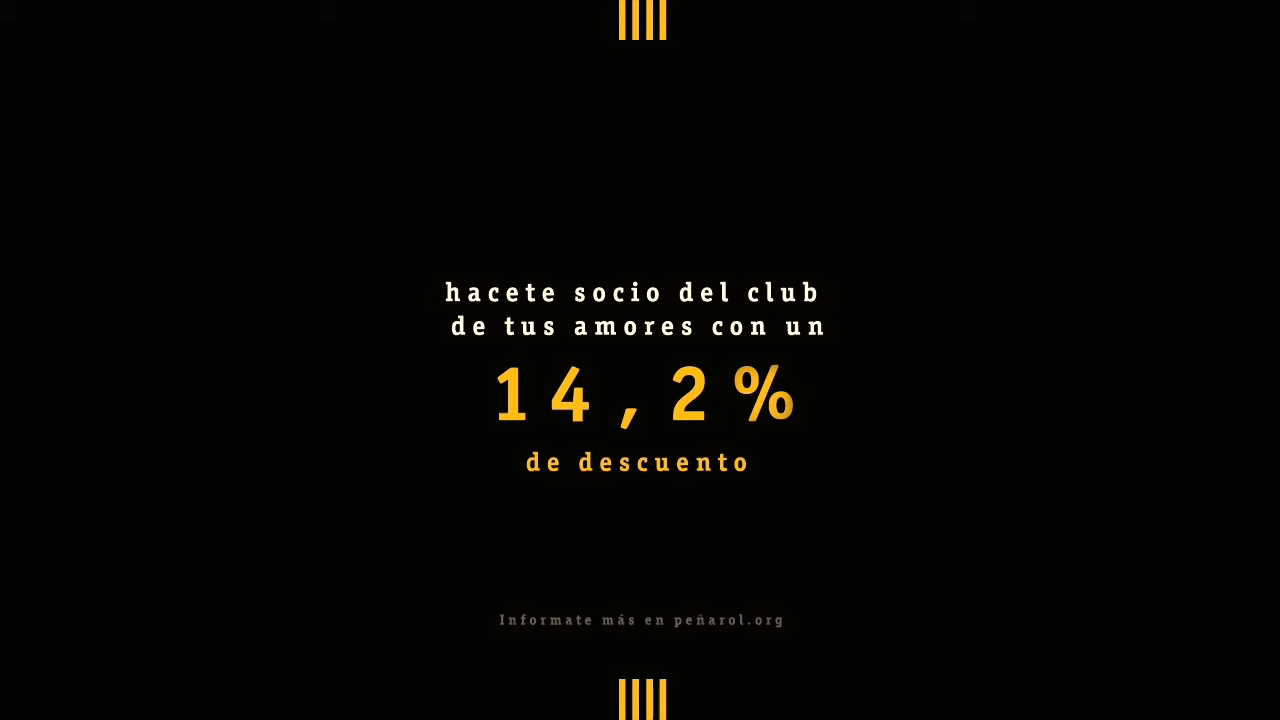 hacete socio del club
de tus amores con un
14,2%
de descuento
Informate más en peñarol.org